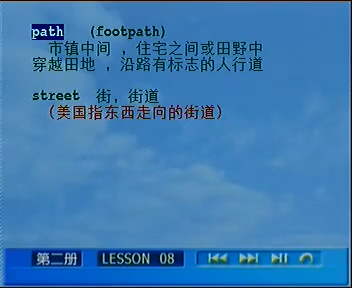 path (footpath)
市镇中间，住宅之间或田野中
穿越田地，沿路有标志的人行道
street 街，街道
（美国指东西走向的街道）
第二册 LESSON 08